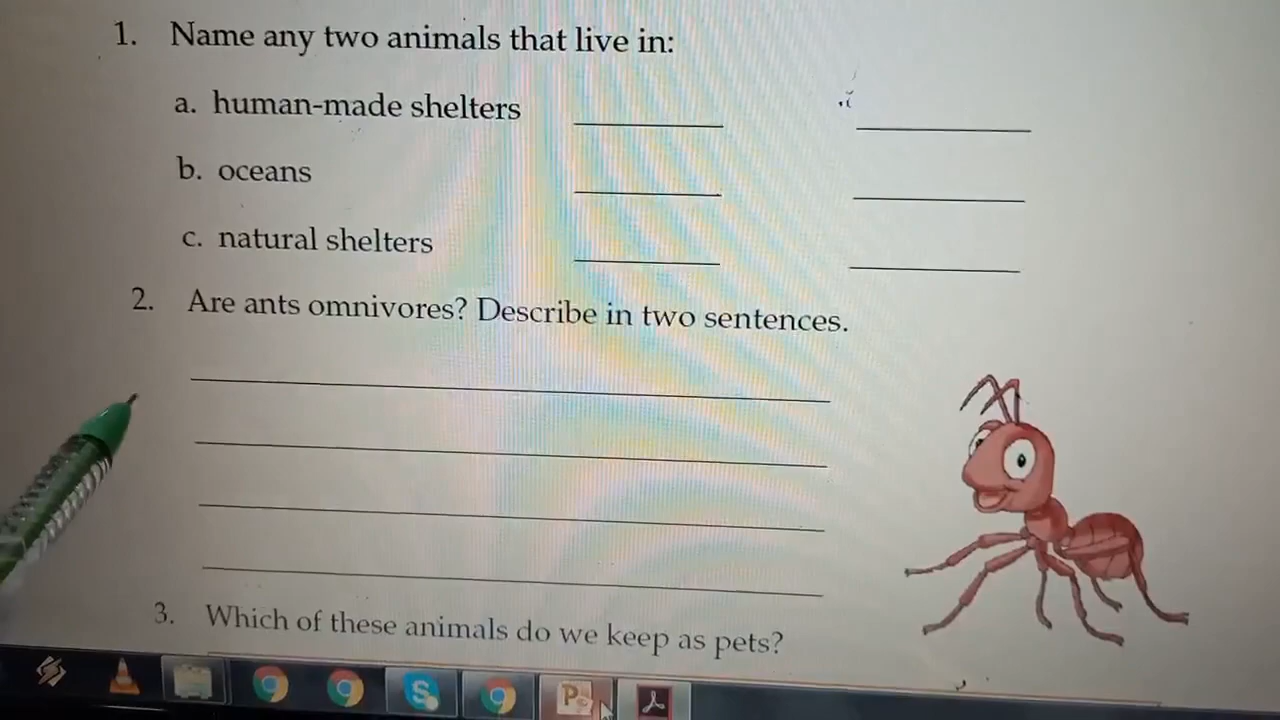 1. Name any two animals that live in:
a. human-made shelters
b. oceans
c. natural shelters
2. Are ants omnivores? Describe in two sentences.
3. Which of these animals do we keep as pets?